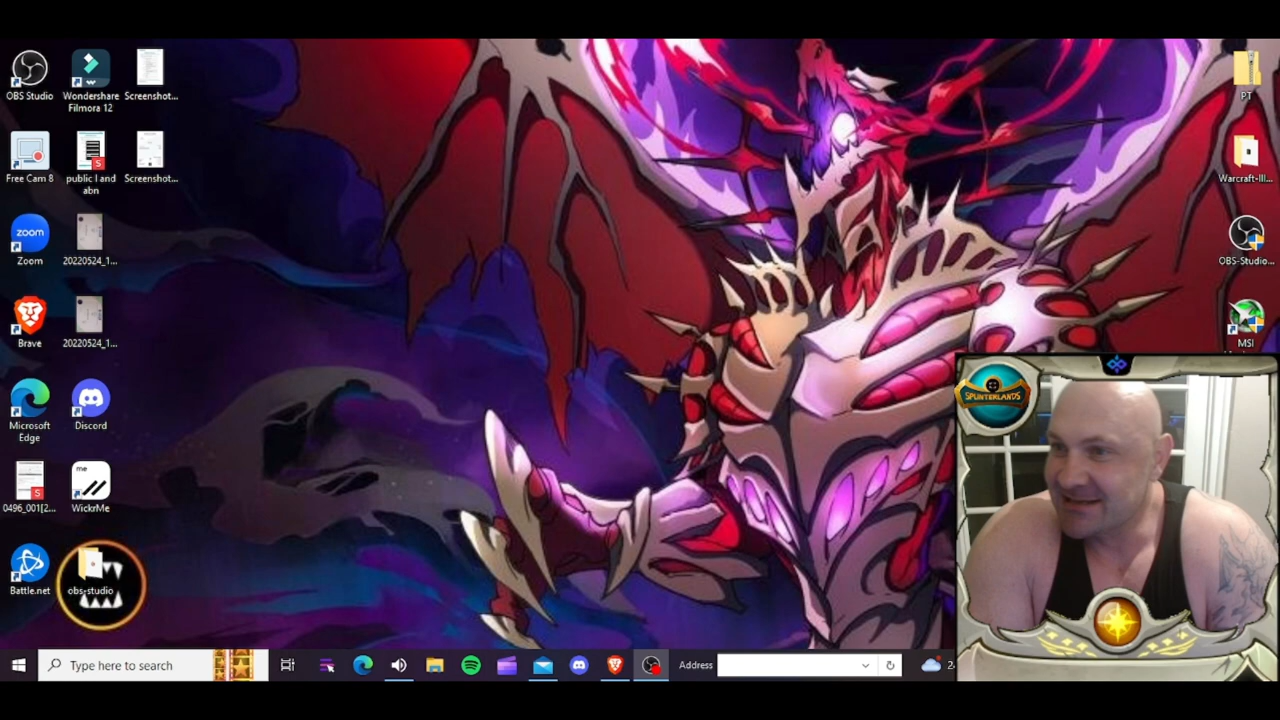 OBS Studio
Wondershare
Filmora 12
Screenshot...
Free Cam 8
public l and
abn
Screenshot...
zoom
Zoom
20220524_1...
Brave
20220524_1...
Microsoft
Edge
Discord
S
0496_001[2...
me
WickrMe
Battle.net
obs-studio
PT
Warcraft-III...
OBS-Studio...
MSI
SPLINTERLANDS
Type here to search
Address